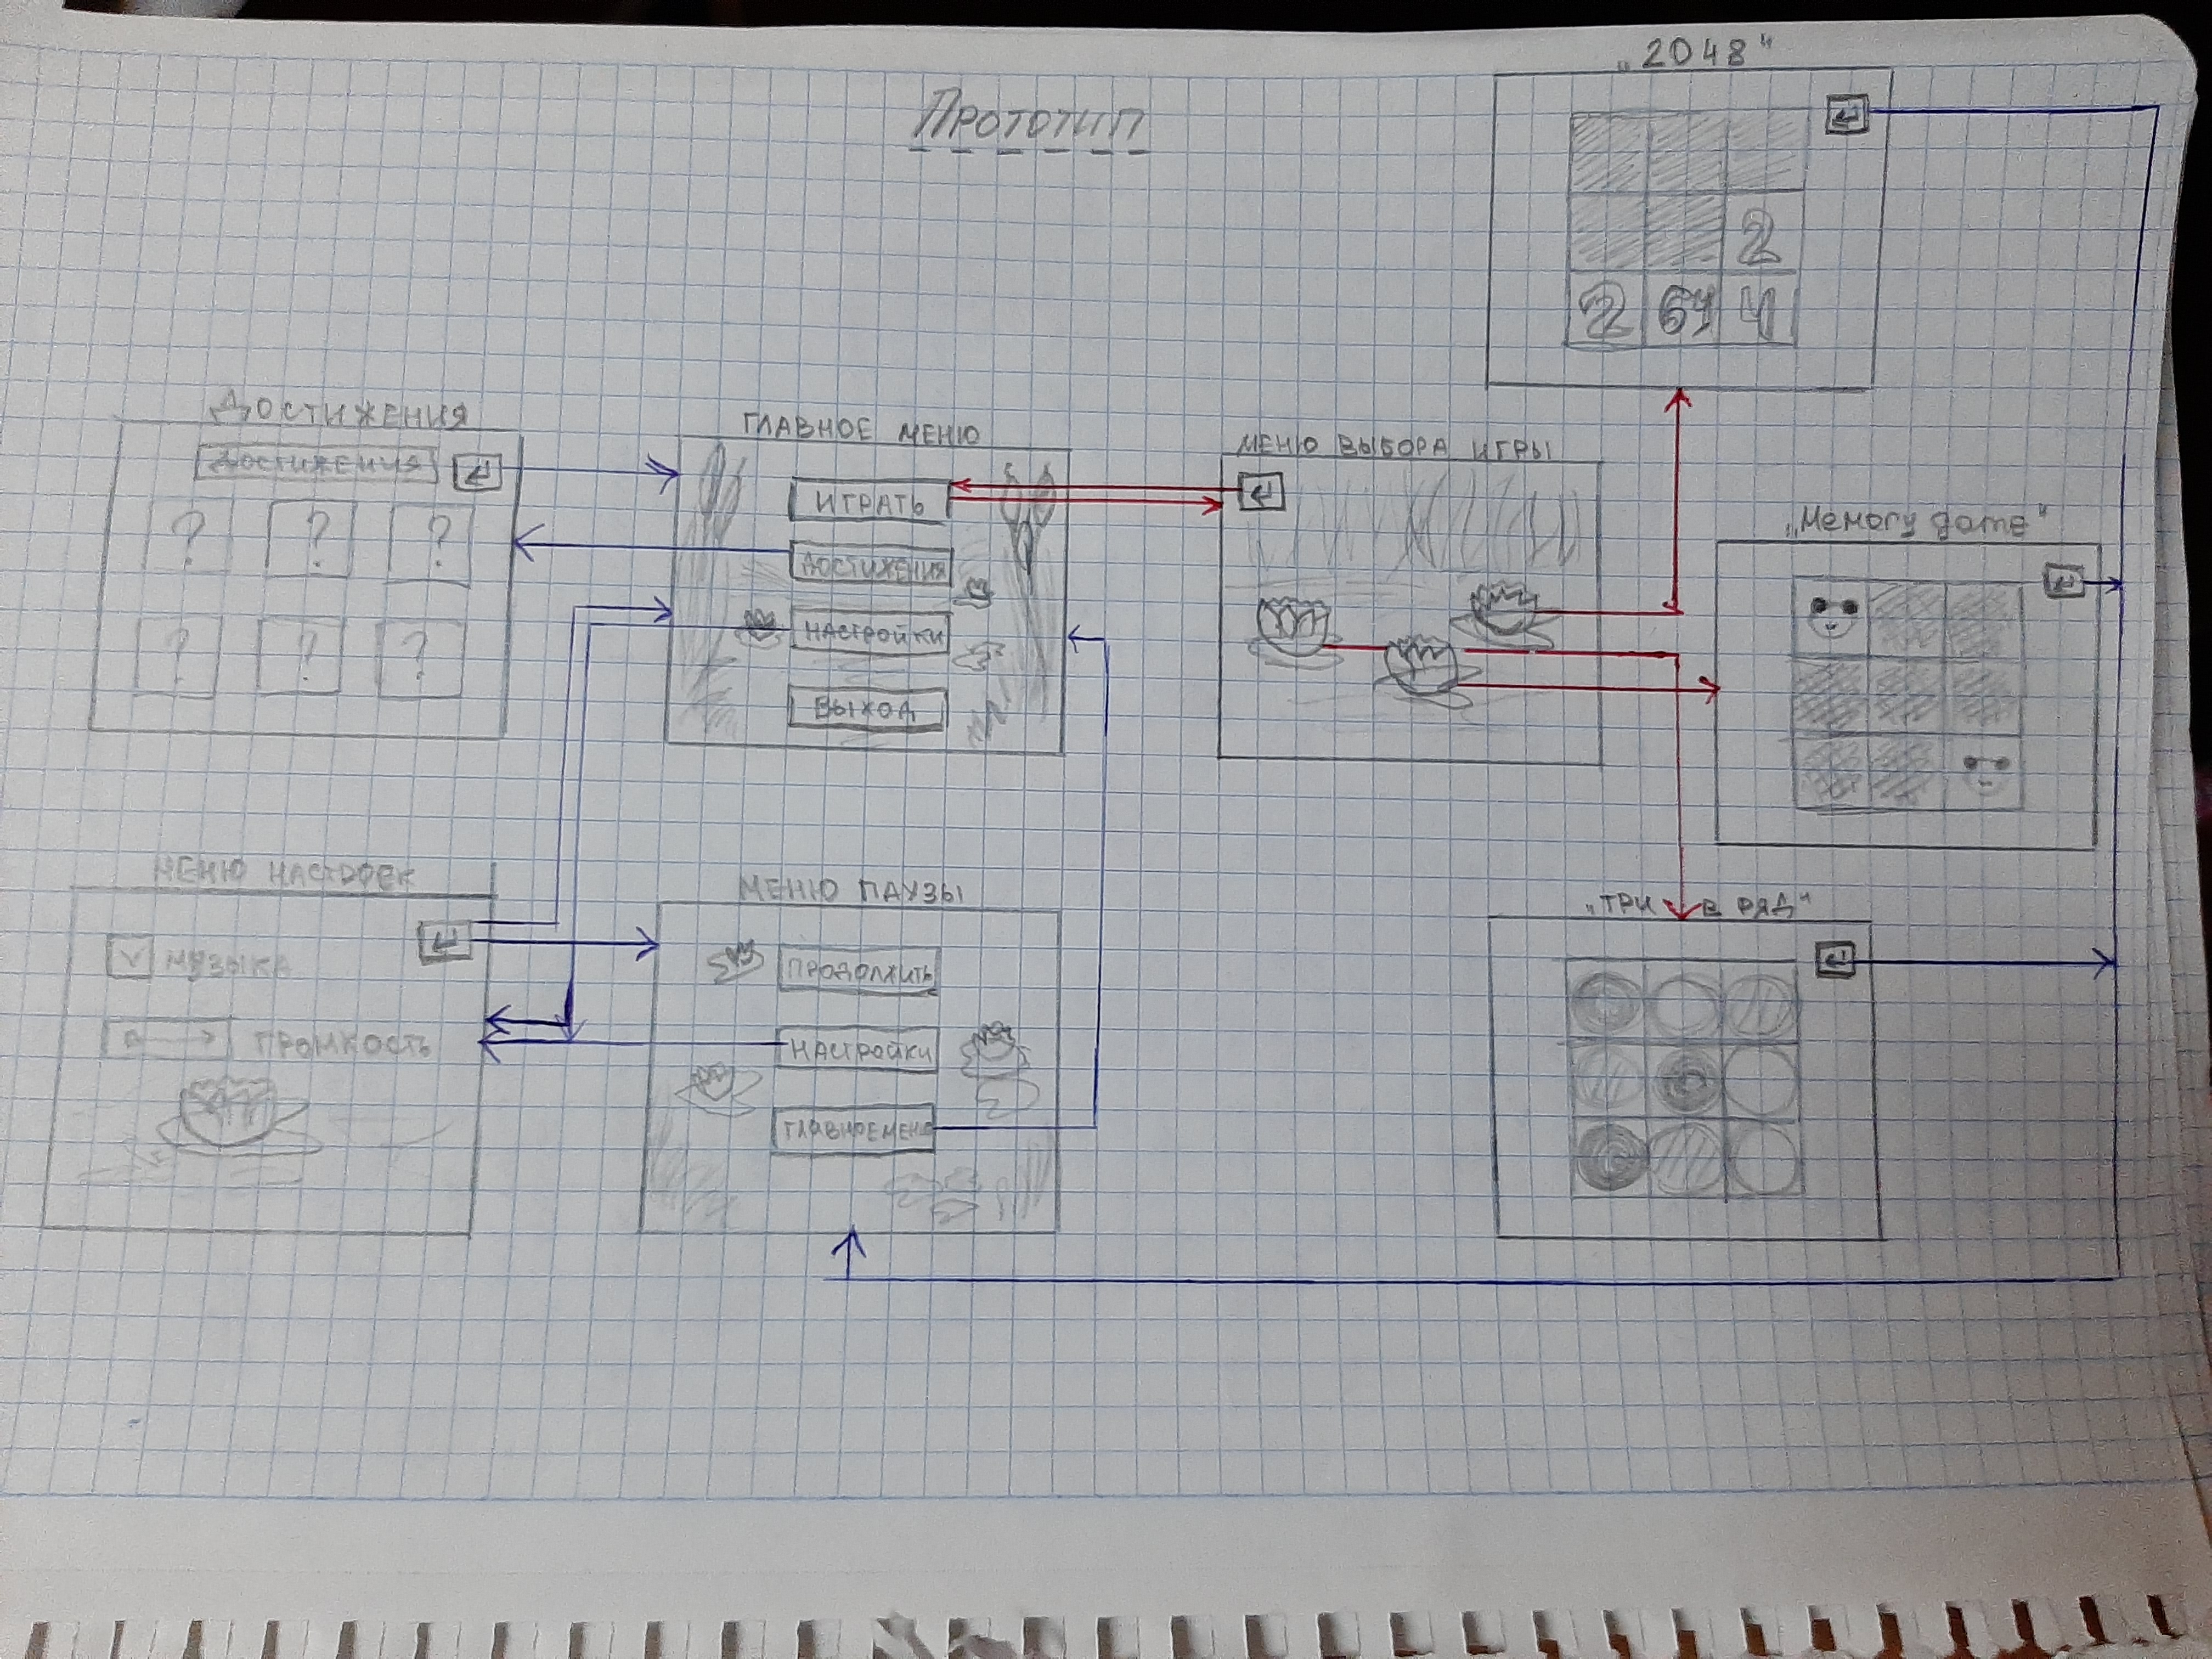 „2048“
Прототип
2
2 64 4
ДОСТИЖЕНИЯ
ДОСТИЖЕНИЯ
? ? ?
? ? ?
ГЛАВНОЕ МЕНЮ
ИГРАТЬ
ДОСТИЖЕНИЯ
НАСТРОЙКИ
ВЫХОД
МЕНЮ ВЫБОРА ИГРЫ
„Memory game“
МЕНЮ НАСТРОЕК
V МУЗЫКА
ГРОМКОСТЬ
МЕНЮ ПАУЗЫ
ПРОДОЛЖИТЬ
НАСТРОЙКИ
ГЛАВНОЕ МЕНЮ
„ТРИ В РЯД“